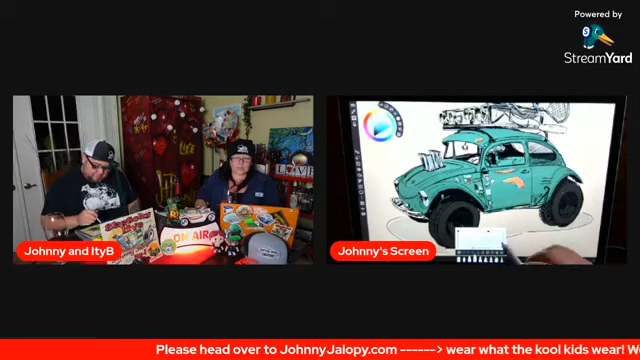 Powered by
StreamYard
ON AIR
LOVE
Johnny and ItyB
Johnny's Screen
Please head over to JohnnyJalopy.com ------> wear what the kool kids wear! W